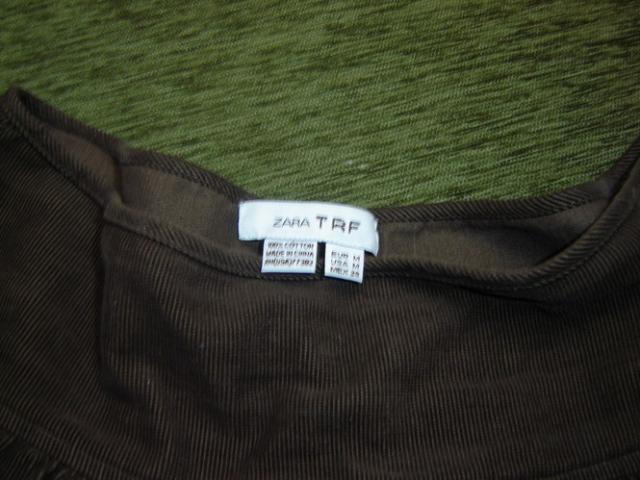 ZARA TRF
100% COTTON
MADE IN CHINA
EUR M
USA M
MEX 28